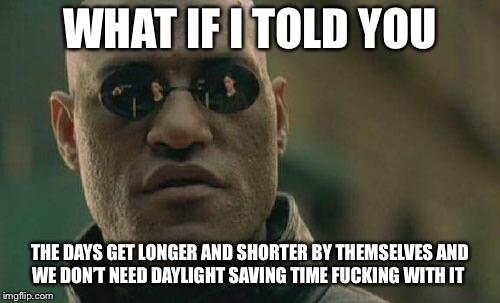 WHAT IF I TOLD YOU
THE DAYS GET LONGER AND SHORTER BY THEMSELVES AND
WE DON'T NEED DAYLIGHT SAVING TIME FUCKING WITH IT
imgflip.com